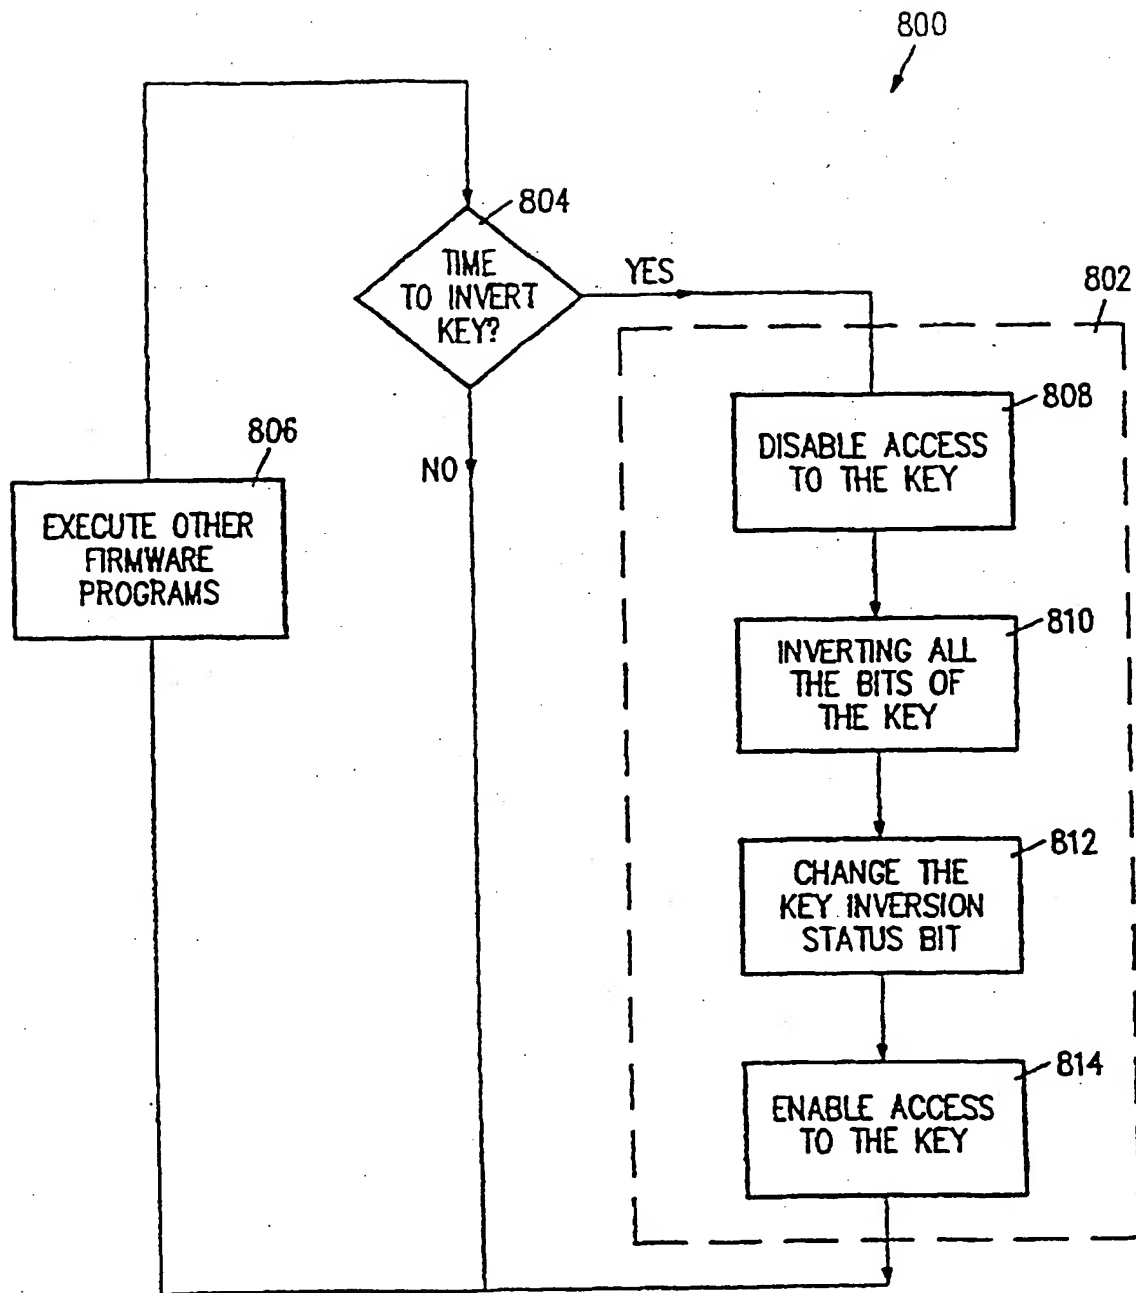 800
804
TIME
TO INVERT
KEY?
YES
802
808
DISABLE ACCESS
TO THE KEY
806
NO
EXECUTE OTHER
FIRMWARE
PROGRAMS
810
INVERTING ALL
THE BITS OF
THE KEY
812
CHANGE THE
KEY INVERSION
STATUS BIT
814
ENABLE ACCESS
TO THE KEY